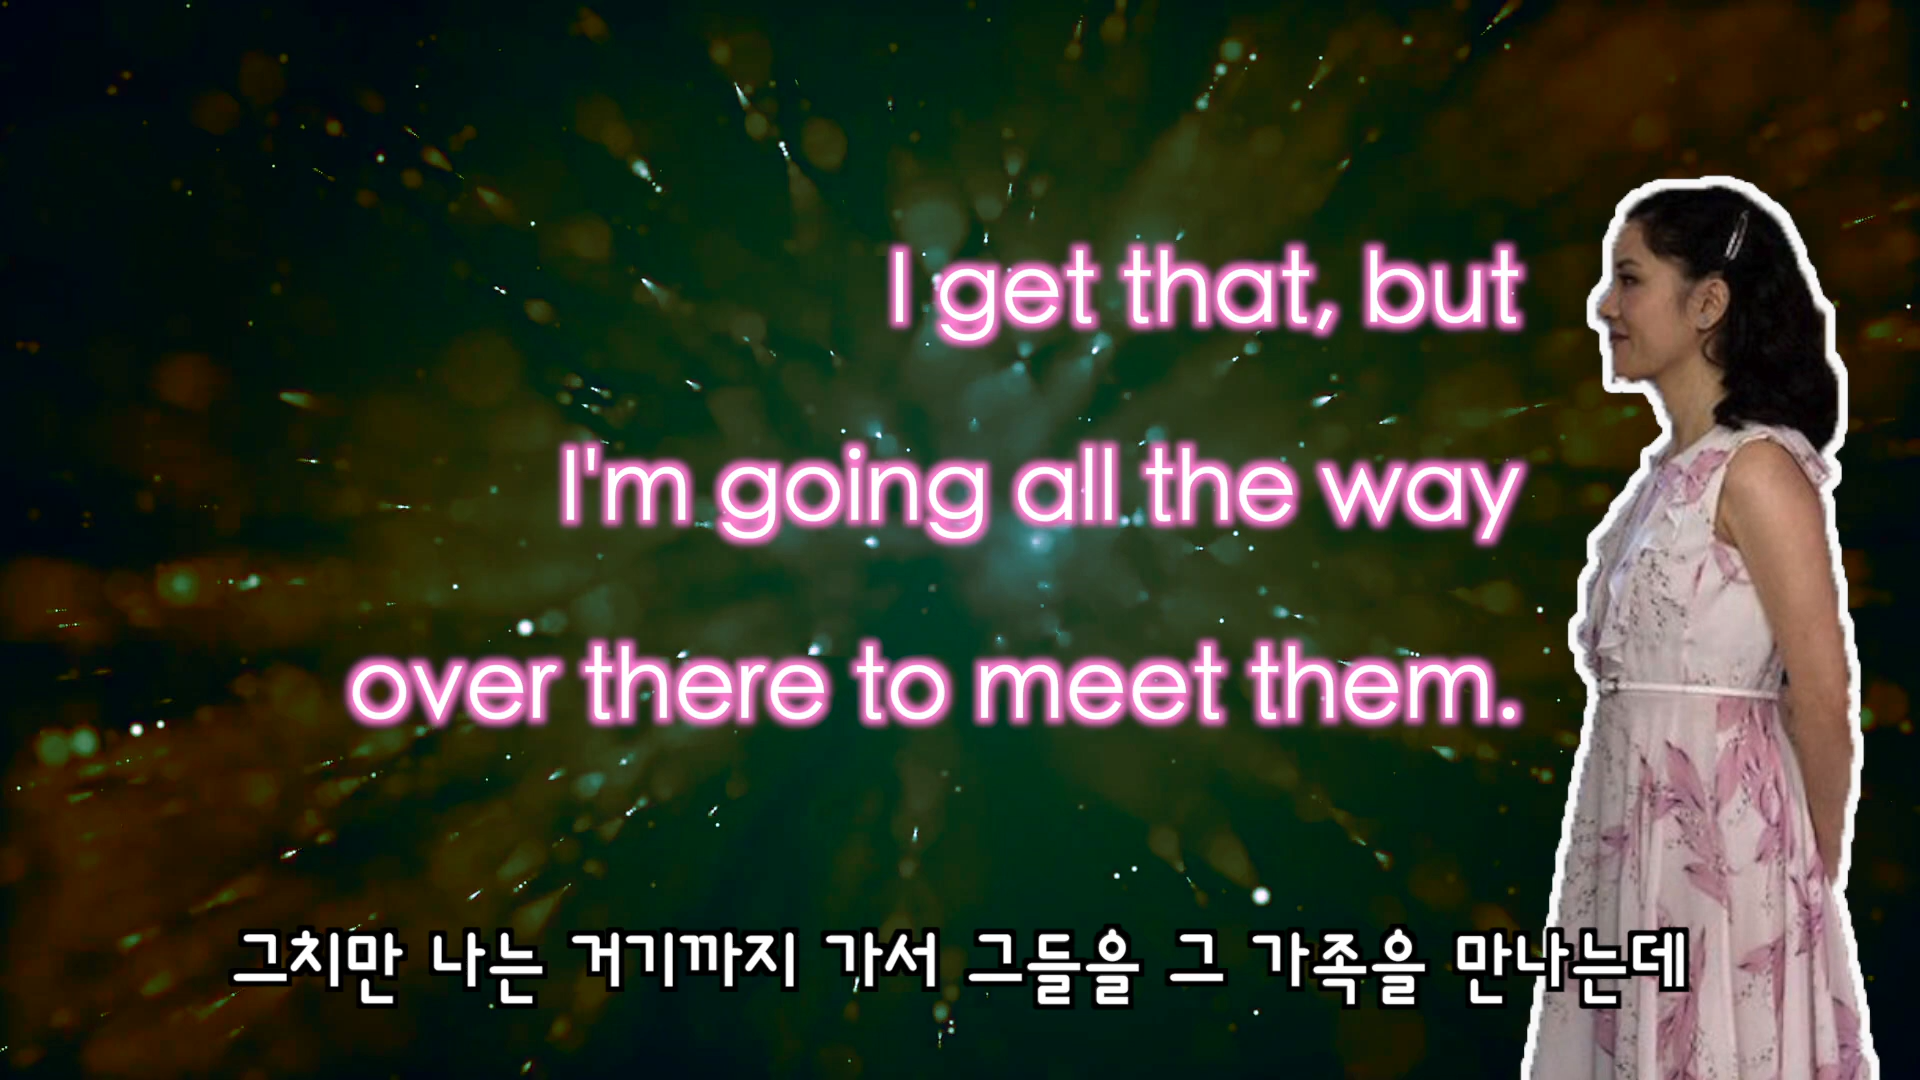 I get that, but
I'm going all the way
over there to meet them.
그치만 나는 거기까지 가서 그들을 그 가족을 만나는데